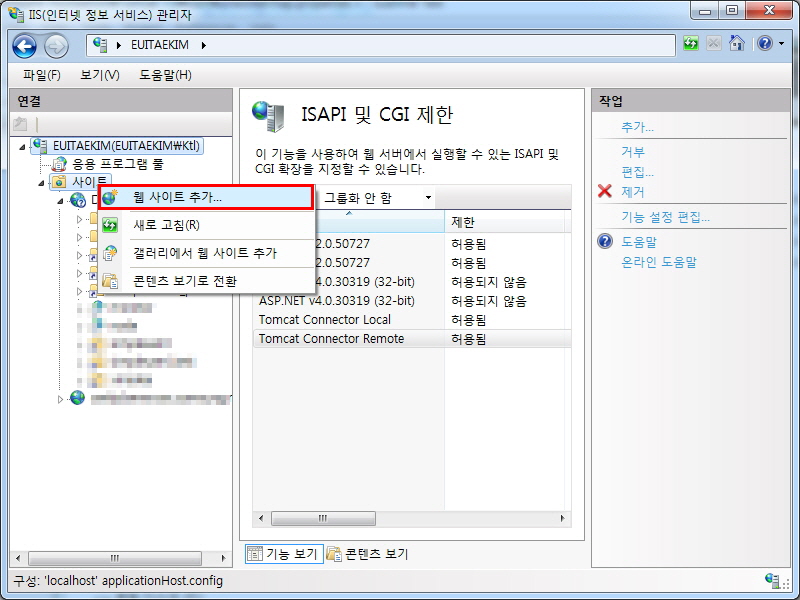 IIS(인터넷 정보 서비스) 관리자
EUITAEKIM
파일(F) 보기(V) 도움말(H)
연결
EUITAEKIM(EUITAEKIM₩Ktl)
응용 프로그램 풀
사이트
웹 사이트 추가...
새로 고침(R)
갤러리에서 웹 사이트 추가
콘텐츠 보기로 전환
ISAPI 및 CGI 제한
이 기능을 사용하여 웹 서버에서 실행할 수 있는 ISAPI 및
CGI 확장을 지정할 수 있습니다.
그룹화 안 함
제한
2.0.50727 허용됨
2.0.50727 허용됨
4.0.30319 (32-bit) 허용되지 않음
ASP.NET v4.0.30319 (32-bit) 허용되지 않음
Tomcat Connector Local 허용됨
Tomcat Connector Remote 허용됨
기능 보기 콘텐츠 보기
작업
추가...
거부
편집...
제거
기능 설정 편집...
도움말
온라인 도움말
구성: 'localhost' applicationHost.config